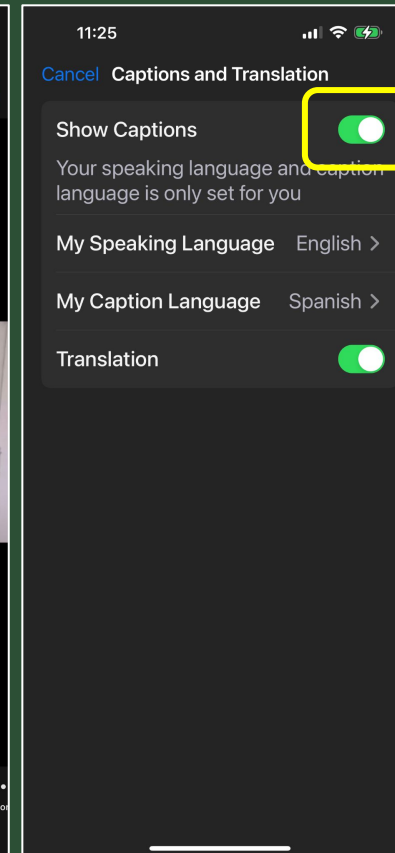 11:25
Cancel Captions and Translation
Show Captions
Your speaking language and caption
language is only set for you
My Speaking Language English >
My Caption Language Spanish >
Translation